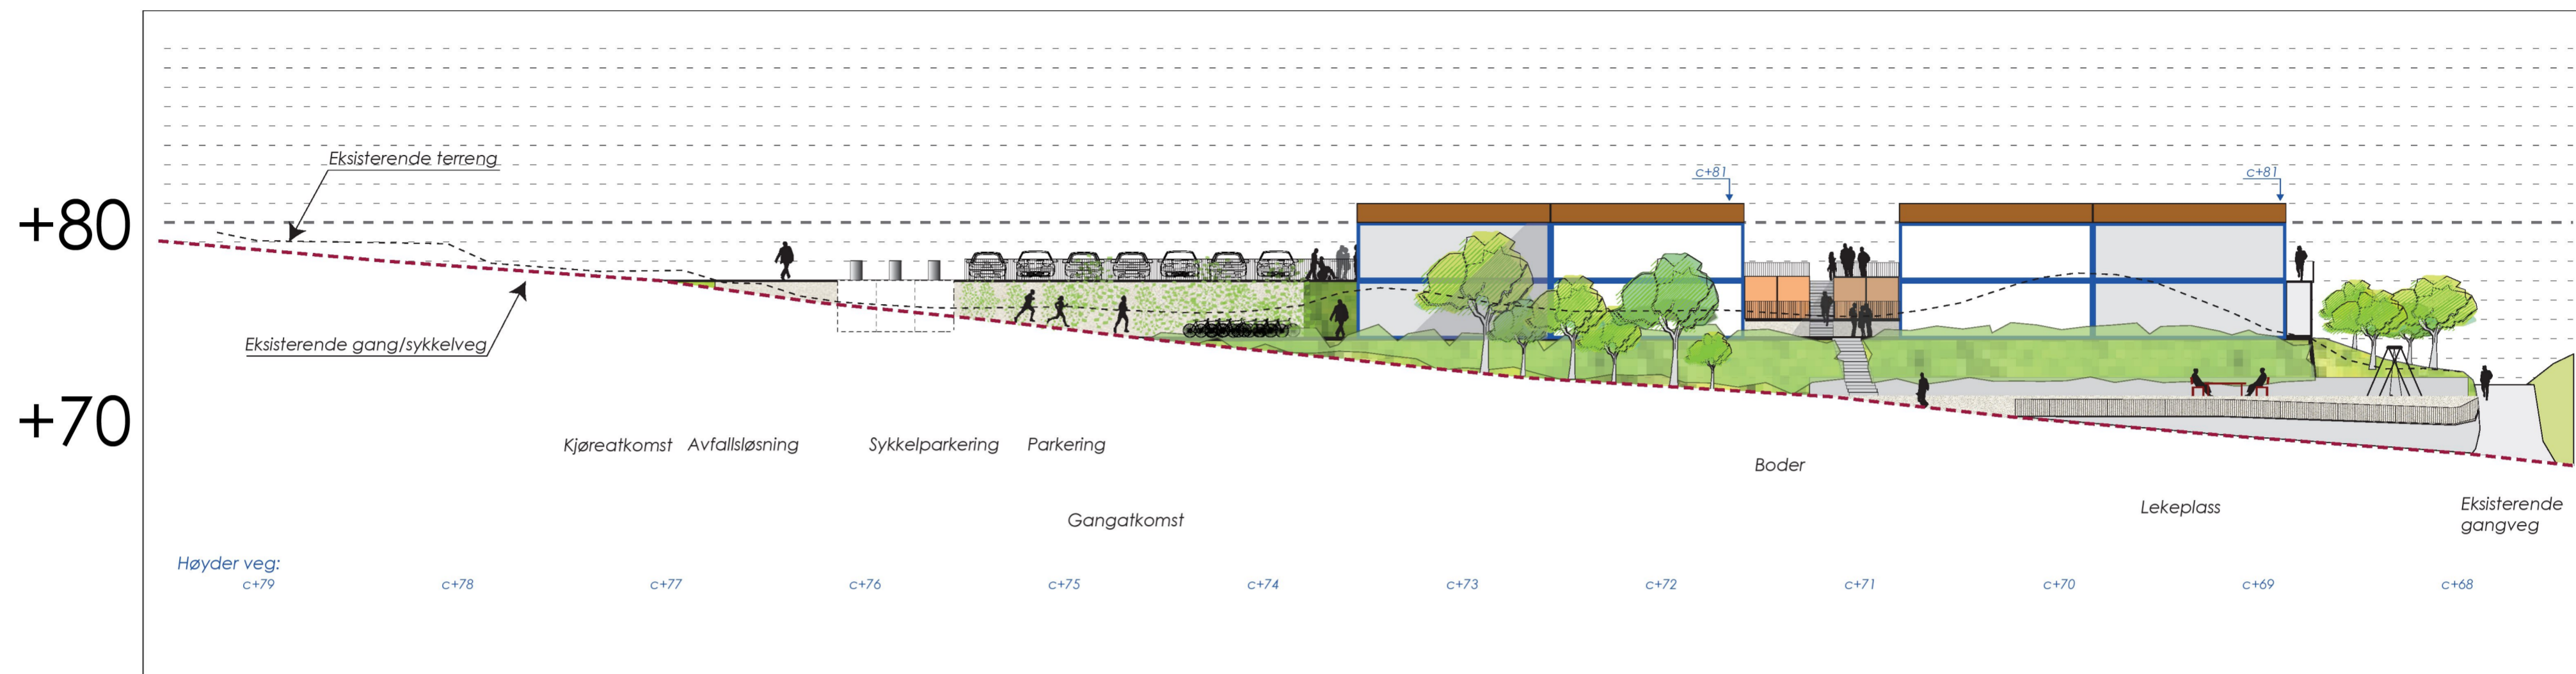 Eksisterende terreng
c+81
c+81
+80
Eksisterende gang/sykkelveg
+70
Kjøreatkomst
Avfallsløsning
Sykkelparkering
Parkering
Boder
Gangatkomst
Lekeplass
Eksisterende
gangveg
Høyder veg:
c+79
c+78
c+77
c+76
c+75
c+74
c+73
c+72
c+71
c+70
c+69
c+68